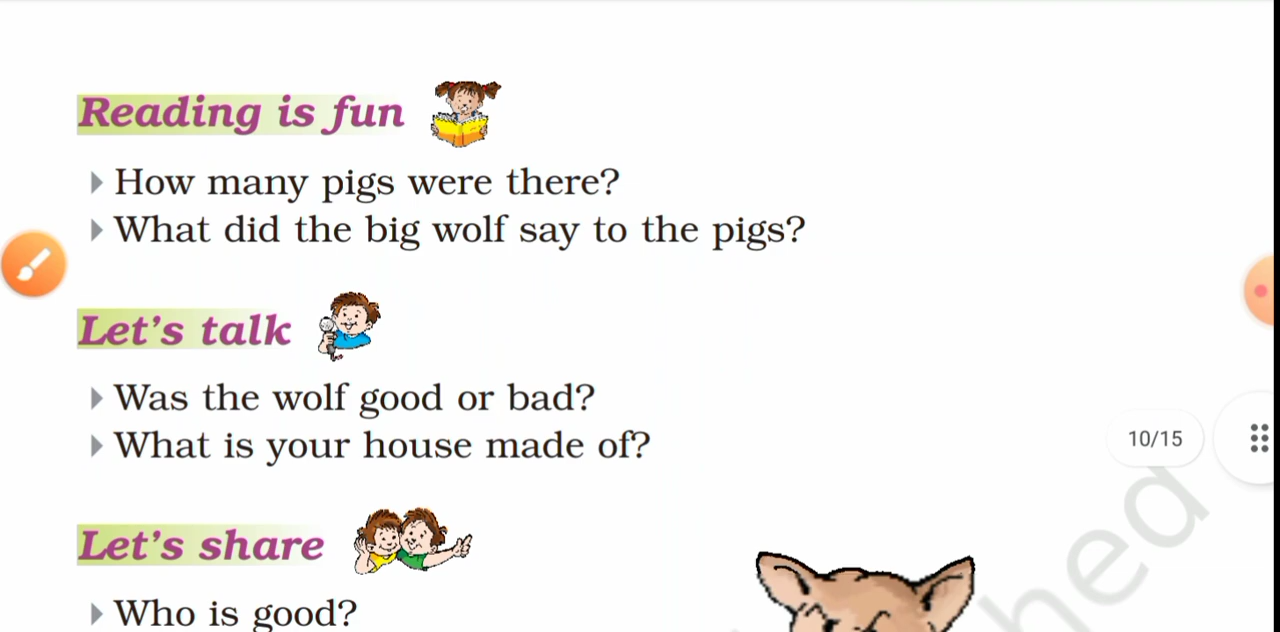 Reading is fun
How many pigs were there?
What did the big wolf say to the pigs?
Let's talk
Was the wolf good or bad?
What is your house made of?
10/15
Let's share
Who is good?